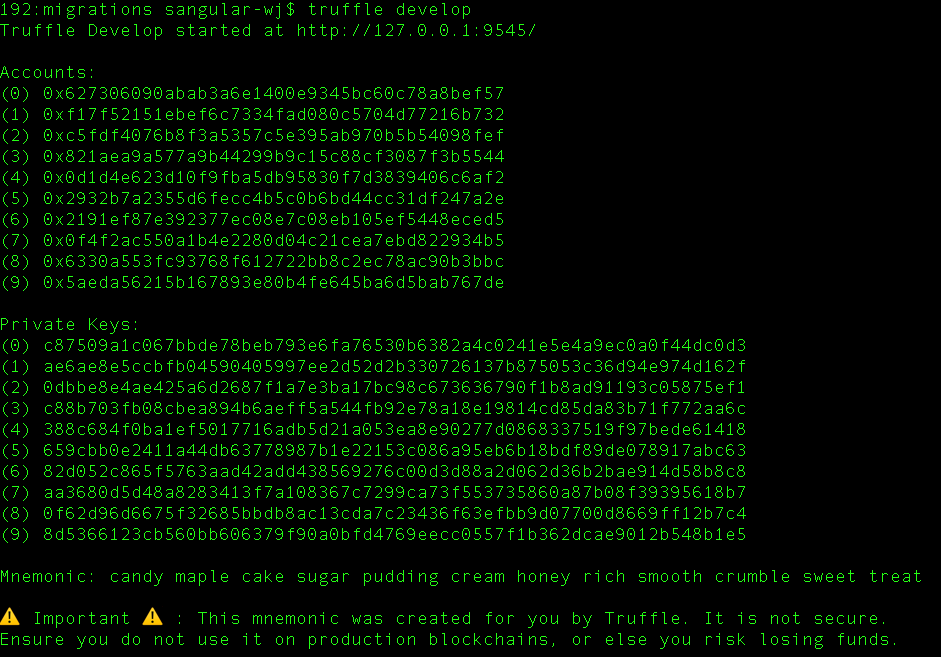 192:migrations sangular-wj$ truffle develop
Truffle Develop started at http://127.0.0.1:9545/
Accounts:
(0) 0x627306090abab3a6e1400e9345bc60c78a8bef57
(1) 0xf17f52151ebef6c7334fad080c5704d77216b732
(2) 0xc5fdf4076b8f3a5357c5e395ab970b5b54098fef
(3) 0x821aea9a577a9b44299b9c15c88cf3087f3b5544
(4) 0x0d1d4e623d10f9fba5db95830f7d3839406c6af2
(5) 0x2932b7a2355d6fecc4b5c0b6bd44cc31df247a2e
(6) 0x2191ef87e392377ec08e7c08eb105ef5448eced5
(7) 0x0f4f2ac550a1b4e2280d04c21cea7ebd822934b5
(8) 0x6330a553fc93768f612722bb8c2ec78ac90b3bbc
(9) 0x5aeda56215b167893e80b4fe645ba6d5bab767de
Private Keys:
(0) c87509a1c067bbde78beb793e6fa76530b6382a4c0241e5e4a9ec0a0f44dc0d3
(1) ae6ae8e5ccbfb04590405997ee2d52d2b330726137b875053c36d94e974d162f
(2) 0dbbe8e4ae425a6d2687f1a7e3ba17bc98c673636790f1b8ad91193c05875ef1
(3) c88b703fb08cbea894b6aeff5a544fb92e78a18e19814cd85da83b71f772aa6c
(4) 388c684f0ba1ef5017716adb5d21a053ea8e90277d0868337519f97bede61418
(5) 659cbb0e2411a44db63778987b1e22153c086a95eb6b18bdf89de078917abc63
(6) 82d052c865f5763aad42add438569276c00d3d88a2d062d36b2bae914d58b8c8
(7) aa3680d5d48a8283413f7a108367c7299ca73f553735860a87b08f39395618b7
(8) 0f62d96d6675f32685bbdb8ac13cda7c23436f63efbb9d07700d8669ff12b7c4
(9) 8d5366123cb560bb606379f90a0bfd4769eecc0557f1b362dcae9012b548b1e5
Mnemonic: candy maple cake sugar pudding cream honey rich smooth crumble sweet treat
⚠️ Important ⚠️ : This mnemonic was created for you by Truffle. It is not secure.
Ensure you do not use it on production blockchains, or else you risk losing funds.